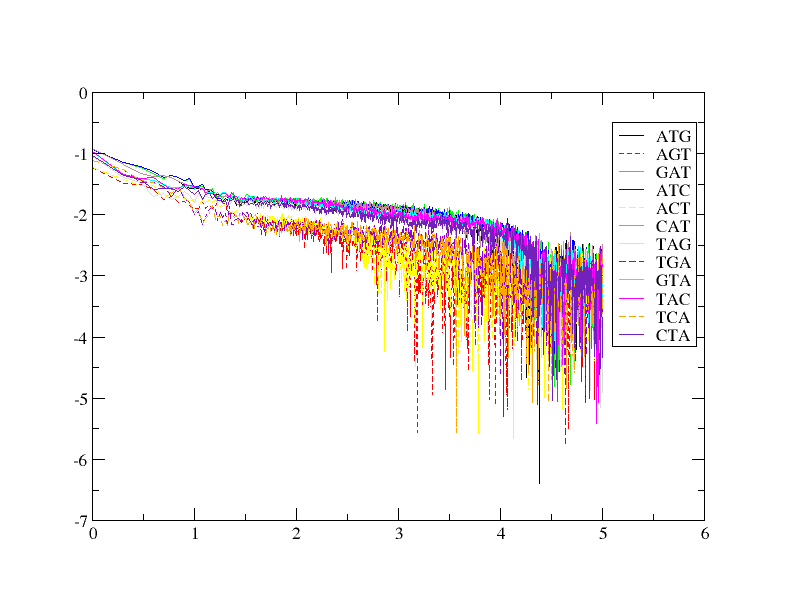 0
-1
-2
-3
-4
-5
-6
-7
0 1 2 3 4 5 6
ATG
AGT
GAT
ATC
ACT
CAT
TAG
TGA
GTA
TAC
TCA
CTA